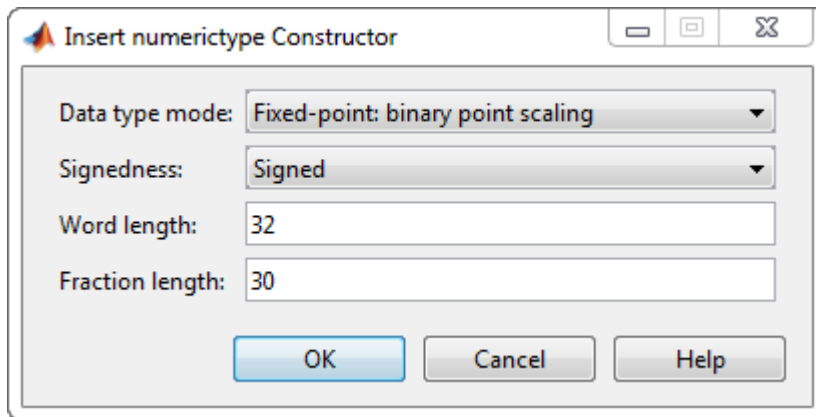 Insert numerictype Constructor
Data type mode: Fixed-point: binary point scaling
Signedness: Signed
Word length: 32
Fraction length: 30
OK Cancel Help